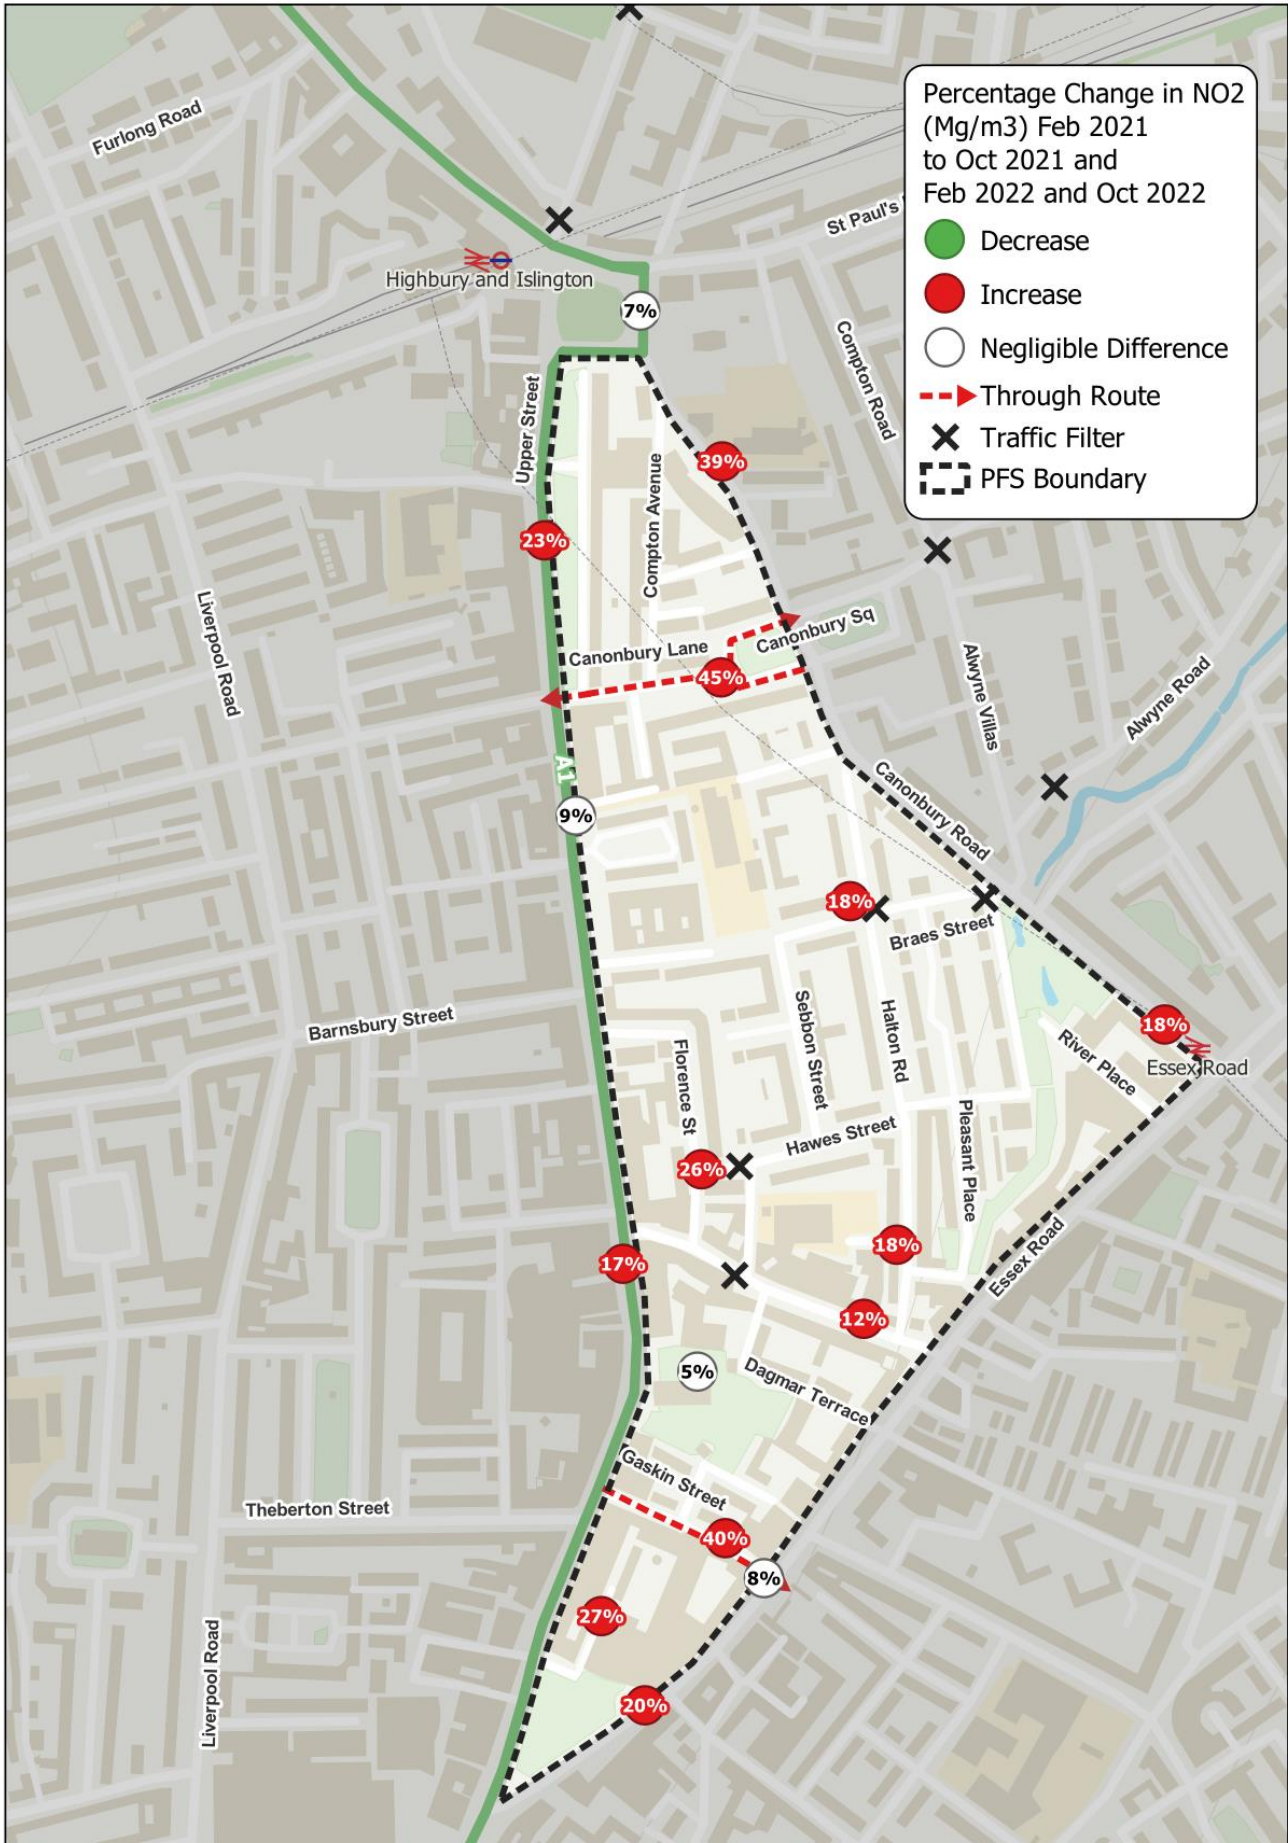 Percentage Change in NO2
(Mg/m3) Feb 2021
to Oct 2021 and
Feb 2022 and Oct 2022
Decrease
Increase
Negligible Difference
Through Route
Traffic Filter
PFS Boundary
Furlong Road
St Paul's
Highbury and Islington
7%
Compton Road
Upper Street
39%
Compton Avenue
23%
Liverpool Road
Canonbury Sq
Canonbury Lane
45%
Alwyne Villas
Alwyne Road
A1
9%
Canonbury Road
18%
Braes Street
Sebbon Street
Halton Rd
Barnsbury Street
18%
Essex Road
River Place
Florence St
Pleasant Place
Hawes Street
26%
18%
17%
Essex Road
12%
5%
Dagmar Terrace
Gaskin Street
Theberton Street
40%
8%
27%
Liverpool Road
20%